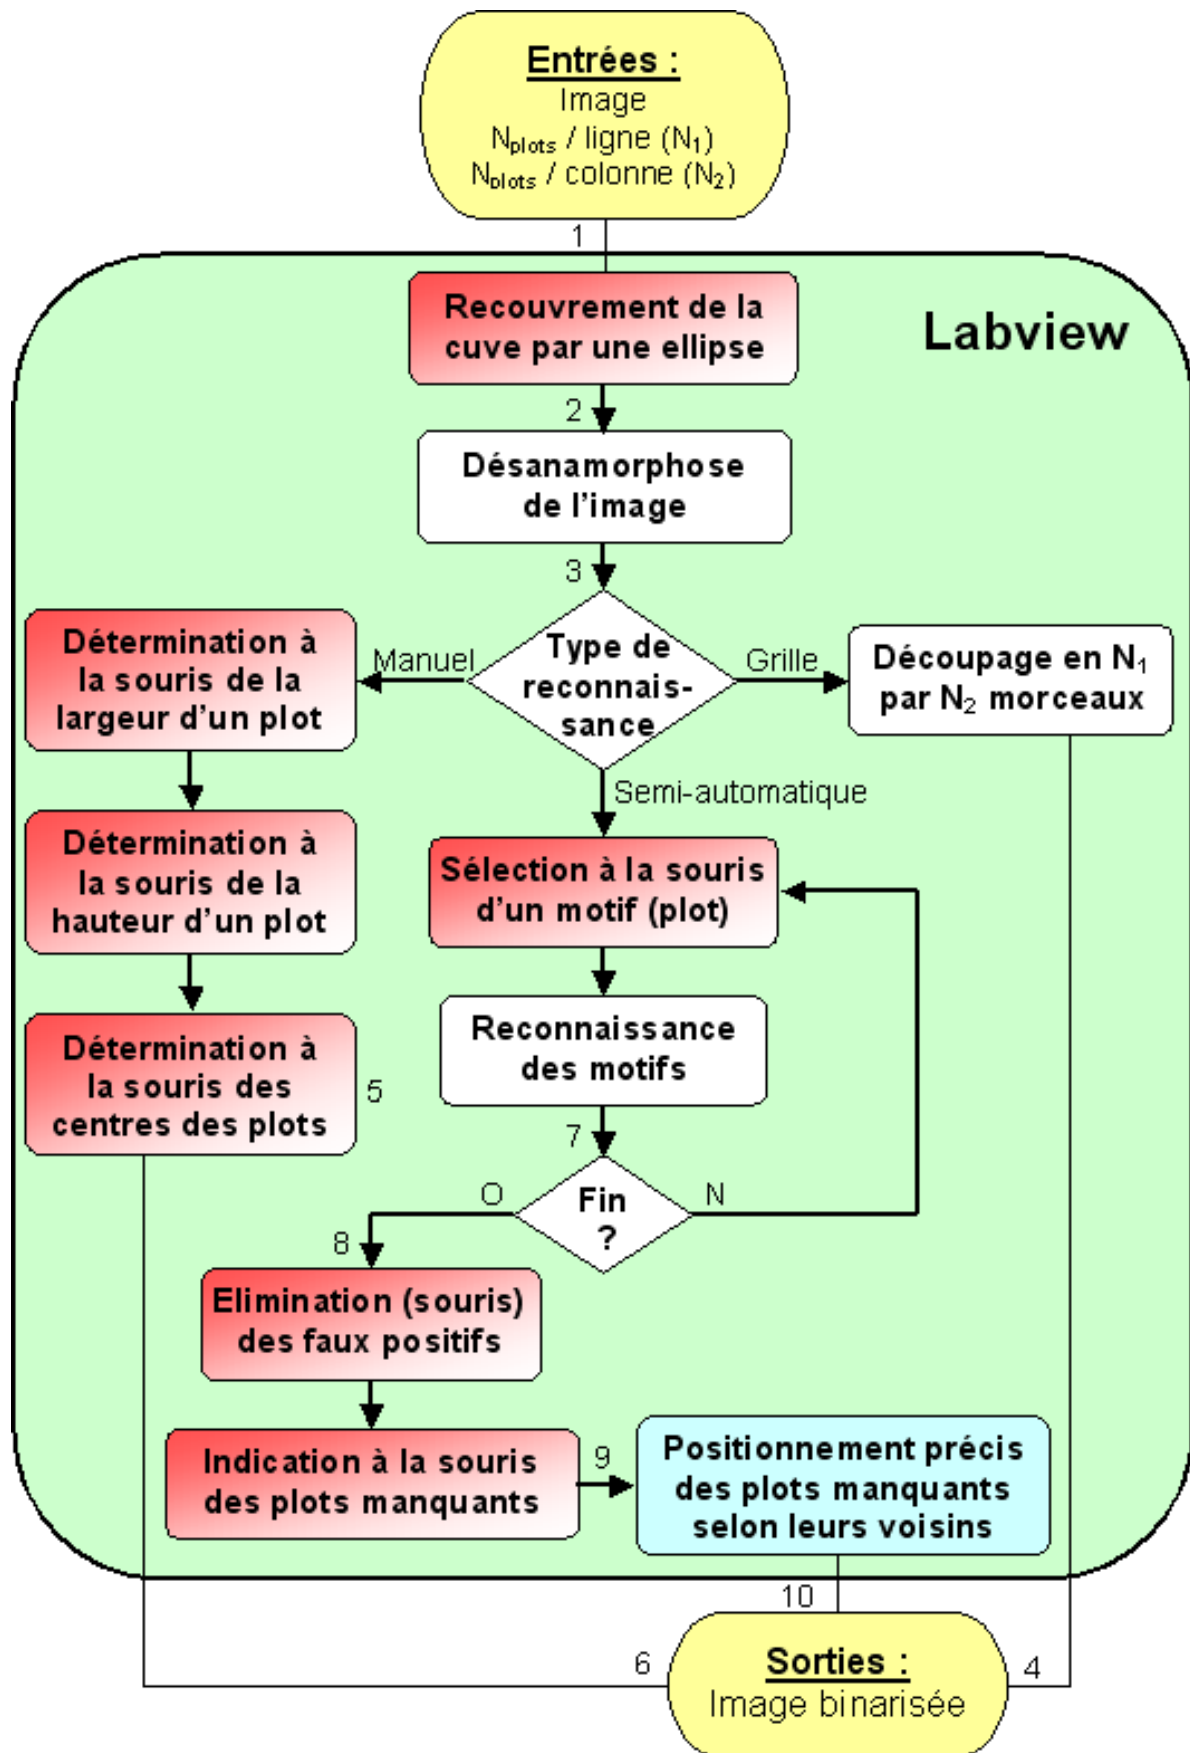 Entrées :
Image
Nplots / ligne (N1)
Nplots / colonne (N2)
1
Labview
Recouvrement de la
cuve par une ellipse
2
Désanamorphose
de l'image
3
Type de
reconnais-
sance
Manuel
Grille
Semi-automatique
Détermination à
la souris de la
largeur d'un plot
Découpage en N1
par N2 morceaux
Détermination à
la souris de la
hauteur d'un plot
Sélection à la souris
d'un motif (plot)
Détermination à
la souris des
centres des plots
5
Reconnaissance
des motifs
7
Fin
?
O
N
8
Elimination (souris)
des faux positifs
Indication à la souris
des plots manquants
9
Positionnement précis
des plots manquants
selon leurs voisins
10
6
4
Sorties :
Image binarisée